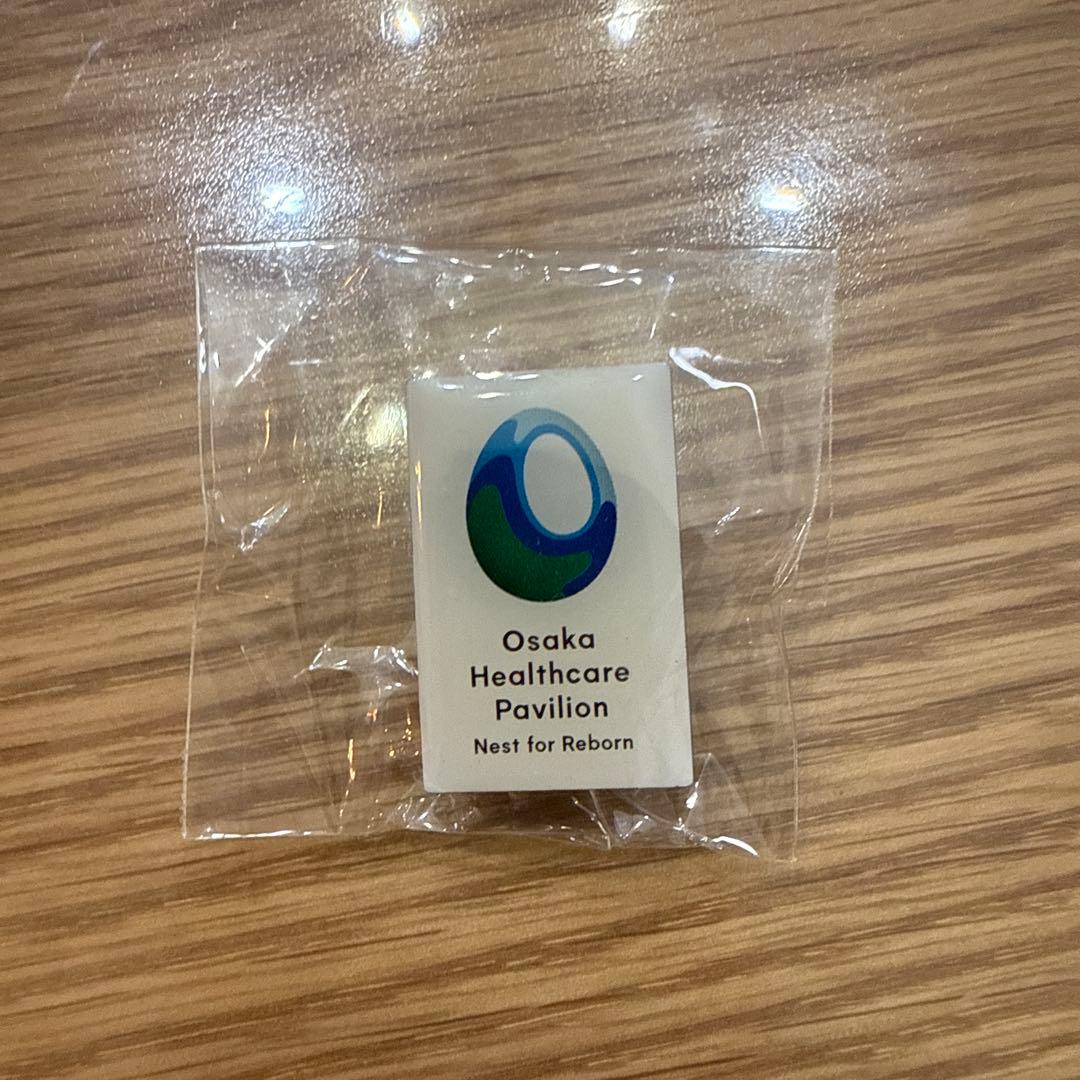 Osaka
Healthcare
Pavilion
Nest for Reborn